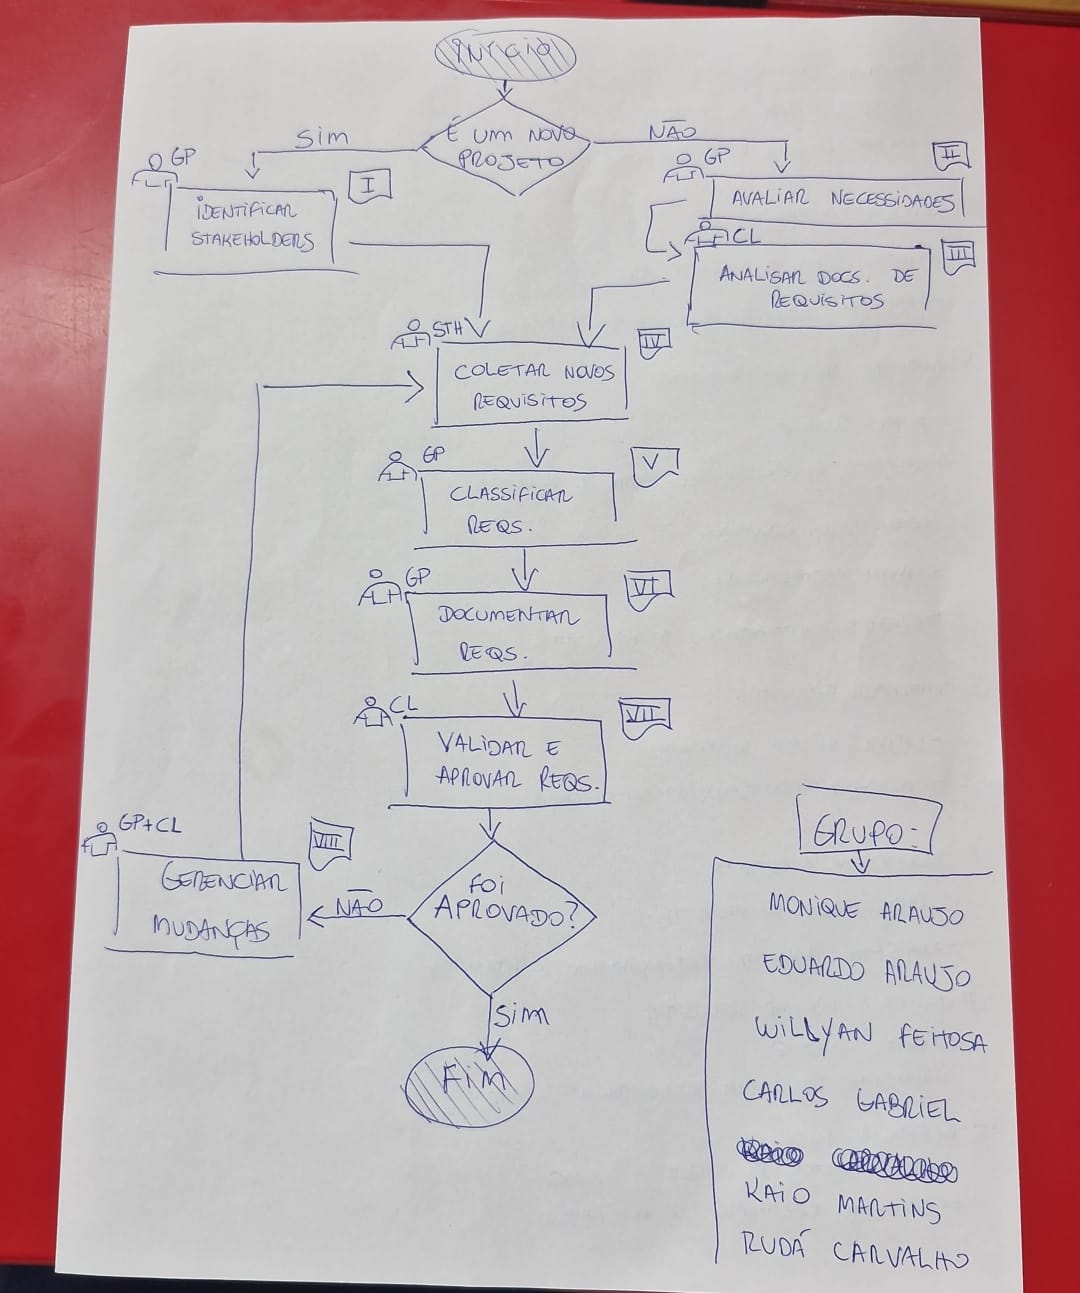 INICIO
É UM NOVO
PROJETO
Sim
NÃO
GP
I
IDENTIFICAR
STAKEHOLDERS
GP
II
AVALIAR NECESSIDADES
CL
III
ANALISAR DOCS. DE
REQUISITOS
STH
IV
COLETAR NOVOS
REQUISITOS
GP
V
CLASSIFICAR
REQS.
GP
VI
DOCUMENTAR
REQS.
CL
VII
VALIDAR E
APROVAR REQS.
GP+CL
VIII
GERENCIAR
MUDANÇAS
NÃO
FOI
APROVADO?
Sim
FIM
GRUPO:
MONIQUE ARAUJO
EDUARDO ARAUJO
WILLYAN FEITOSA
CARLOS GABRIEL
KAIO MARTINS
RUDÁ CARVALHO